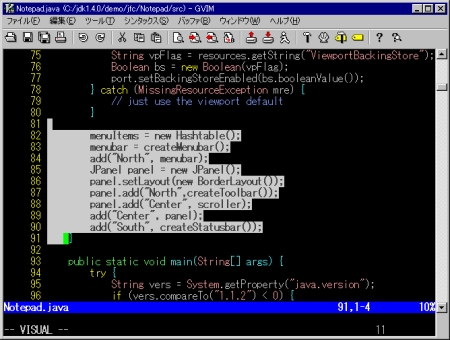 Notepad.java (C:/jdk1.4.0/demo/jfc/Notepad/src) - GVIM
ファイル(F) 編集(E) ツール(T) シンタックス(S) バッファ(B) ウィンドウ(W) ヘルプ(H)
75 String vpFlag = resources.getString("ViewportBackingStore");
76 Boolean bs = new Boolean(vpFlag);
77 port.setBackingStoreEnabled(bs.booleanValue());
78 } catch (MissingResourceException mre) {
79 // just use the viewport default
80 }
81
82 menuItems = new Hashtable();
83 menubar = createMenubar();
84 add("North", menubar);
85 JPanel panel = new JPanel();
86 panel.setLayout(new BorderLayout());
87 panel.add("North",createToolbar());
88 panel.add("Center", scroller);
89 add("Center", panel);
90 add("South", createStatusbar());
91 }
92
93 public static void main(String[] args) {
94 try {
95 String vers = System.getProperty("java.version");
96 if (vers.compareTo("1.1.2") < 0) {
Notepad.java 91,1-4 10%
-- VISUAL -- 11